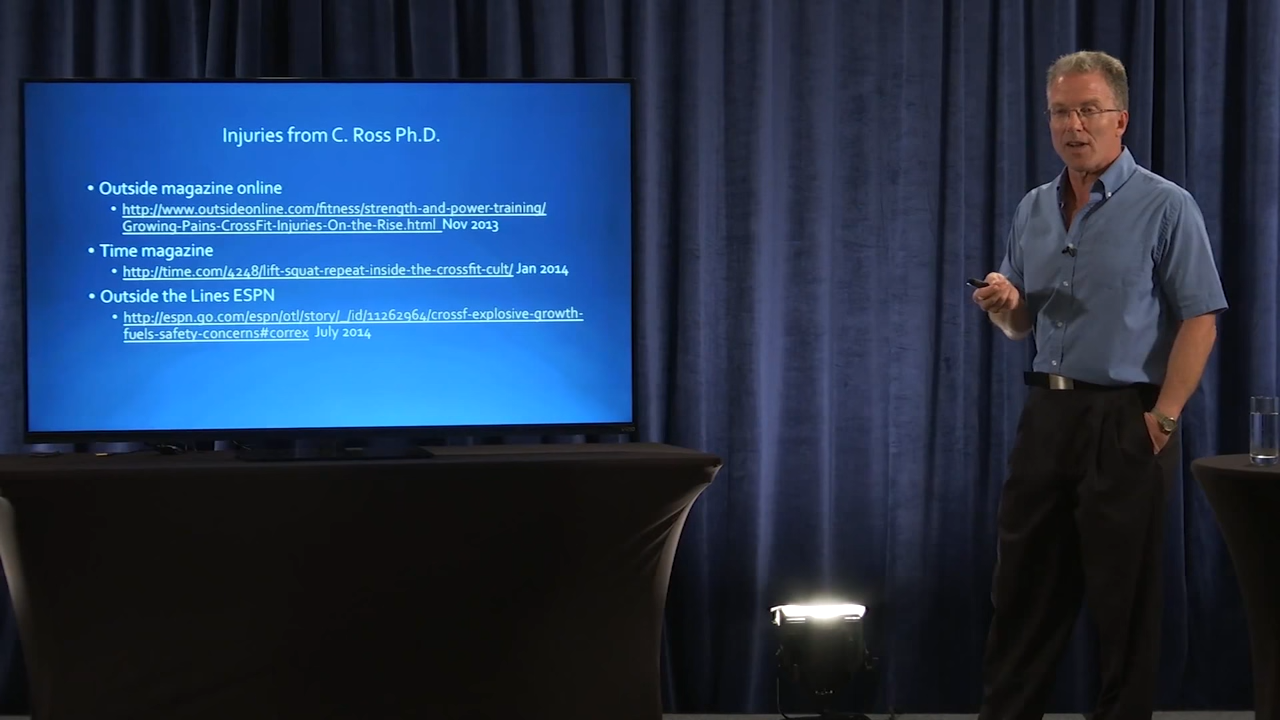 Injuries from C. Ross Ph.D.
• Outside magazine online
• http://www.outsideonline.com/fitness/strength-and-power-training/
Growing-Pains-CrossFit-Injuries-On-the-Rise.html Nov 2013
• Time magazine
• http://time.com/4248/lift-squat-repeat-inside-the-crossfit-cult/ Jan 2014
• Outside the Lines ESPN
• http://espn.go.com/espn/otl/story/_/id/11262964/crossf-explosive-growth-
fuels-safety-concerns#correx July 2014